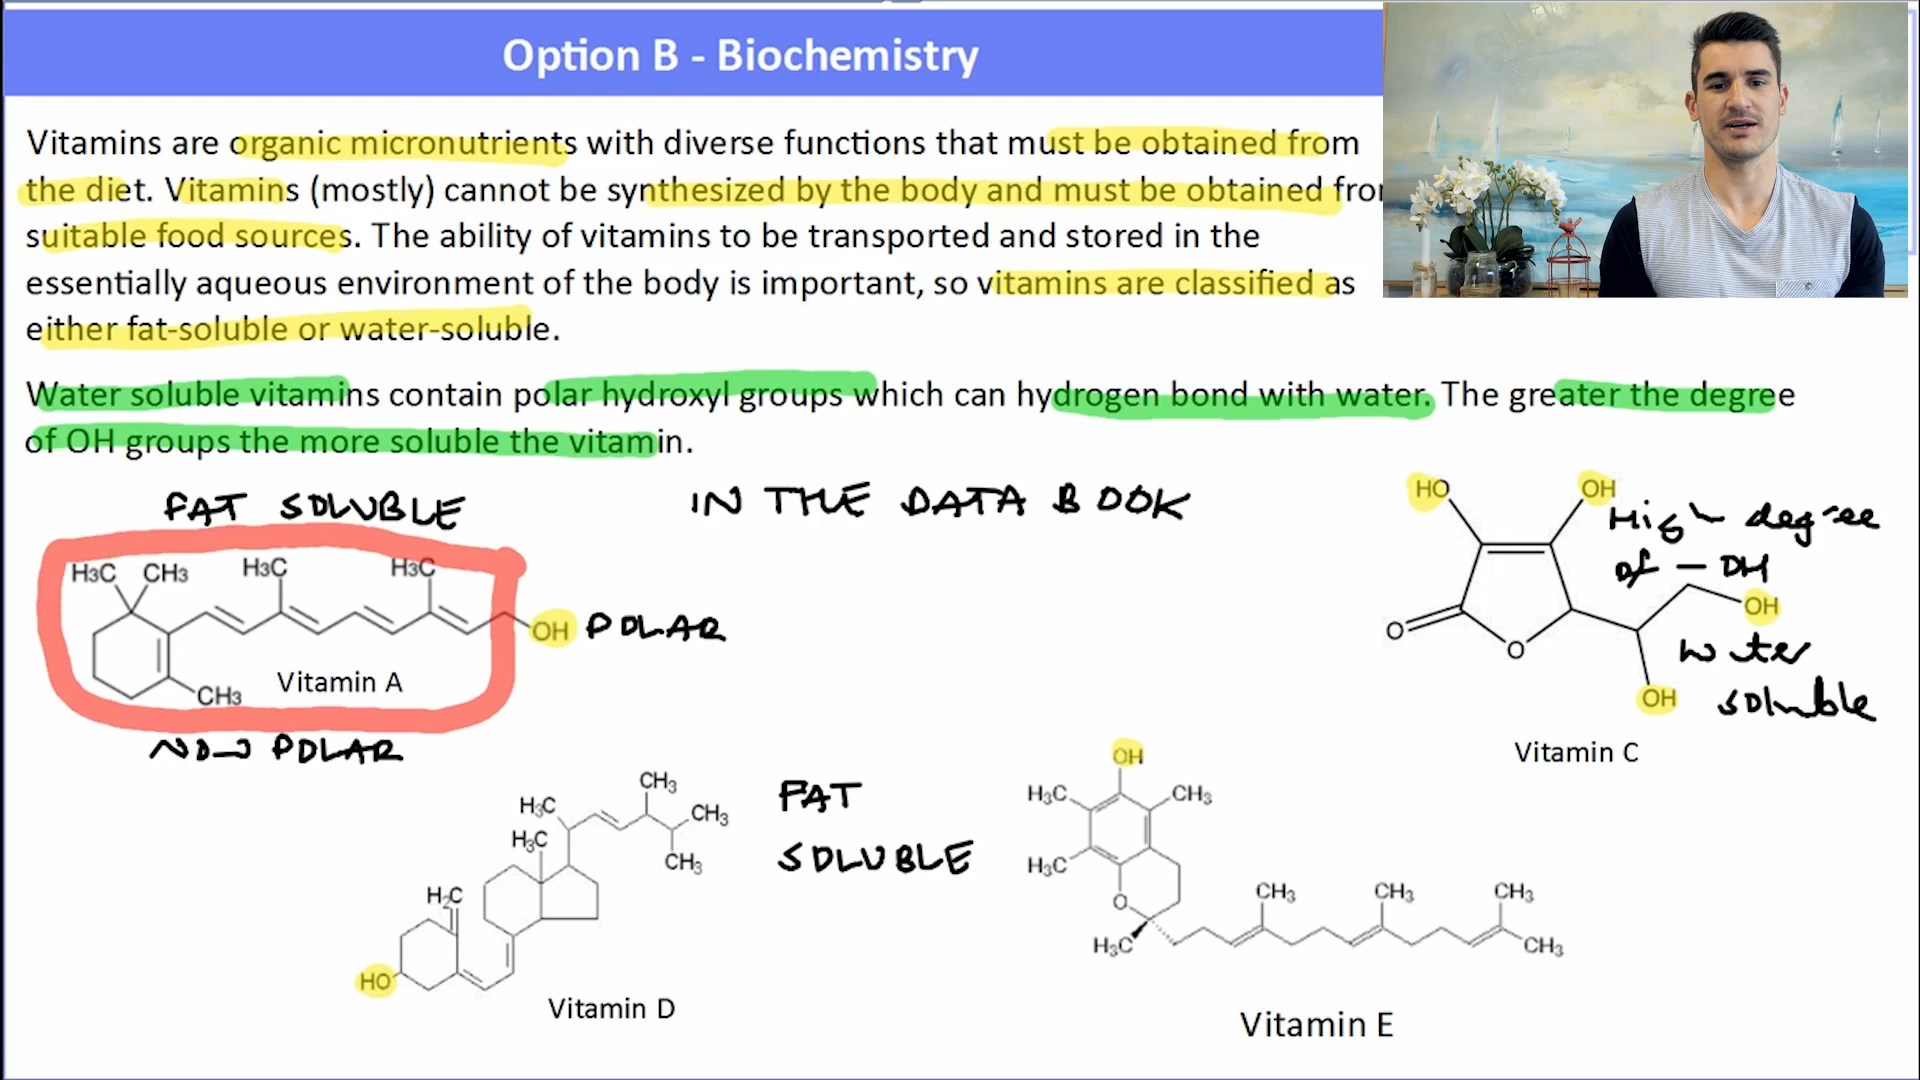 Option B - Biochemistry
Vitamins are organic micronutrients with diverse functions that must be obtained from
the diet. Vitamins (mostly) cannot be synthesized by the body and must be obtained from
suitable food sources. The ability of vitamins to be transported and stored in the
essentially aqueous environment of the body is important, so vitamins are classified as
either fat-soluble or water-soluble.
Water soluble vitamins contain polar hydroxyl groups which can hydrogen bond with water. The greater the degree
of OH groups the more soluble the vitamin.
FAT SOLUBLE
IN THE DATA BOOK
H₃C CH₃ H₃C H₃C
OH POLAR
CH₃
Vitamin A
NON POLAR
HO OH
High degree
of - OH
O O OH
OH
Water
soluble
Vitamin C
CH₃
H₃C CH₃
H₃C CH₃
H₂C
HO
Vitamin D
FAT
SOLUBLE
OH
H₃C CH₃
H₃C
O CH₃ CH₃ CH₃
H₃C CH₃
Vitamin E